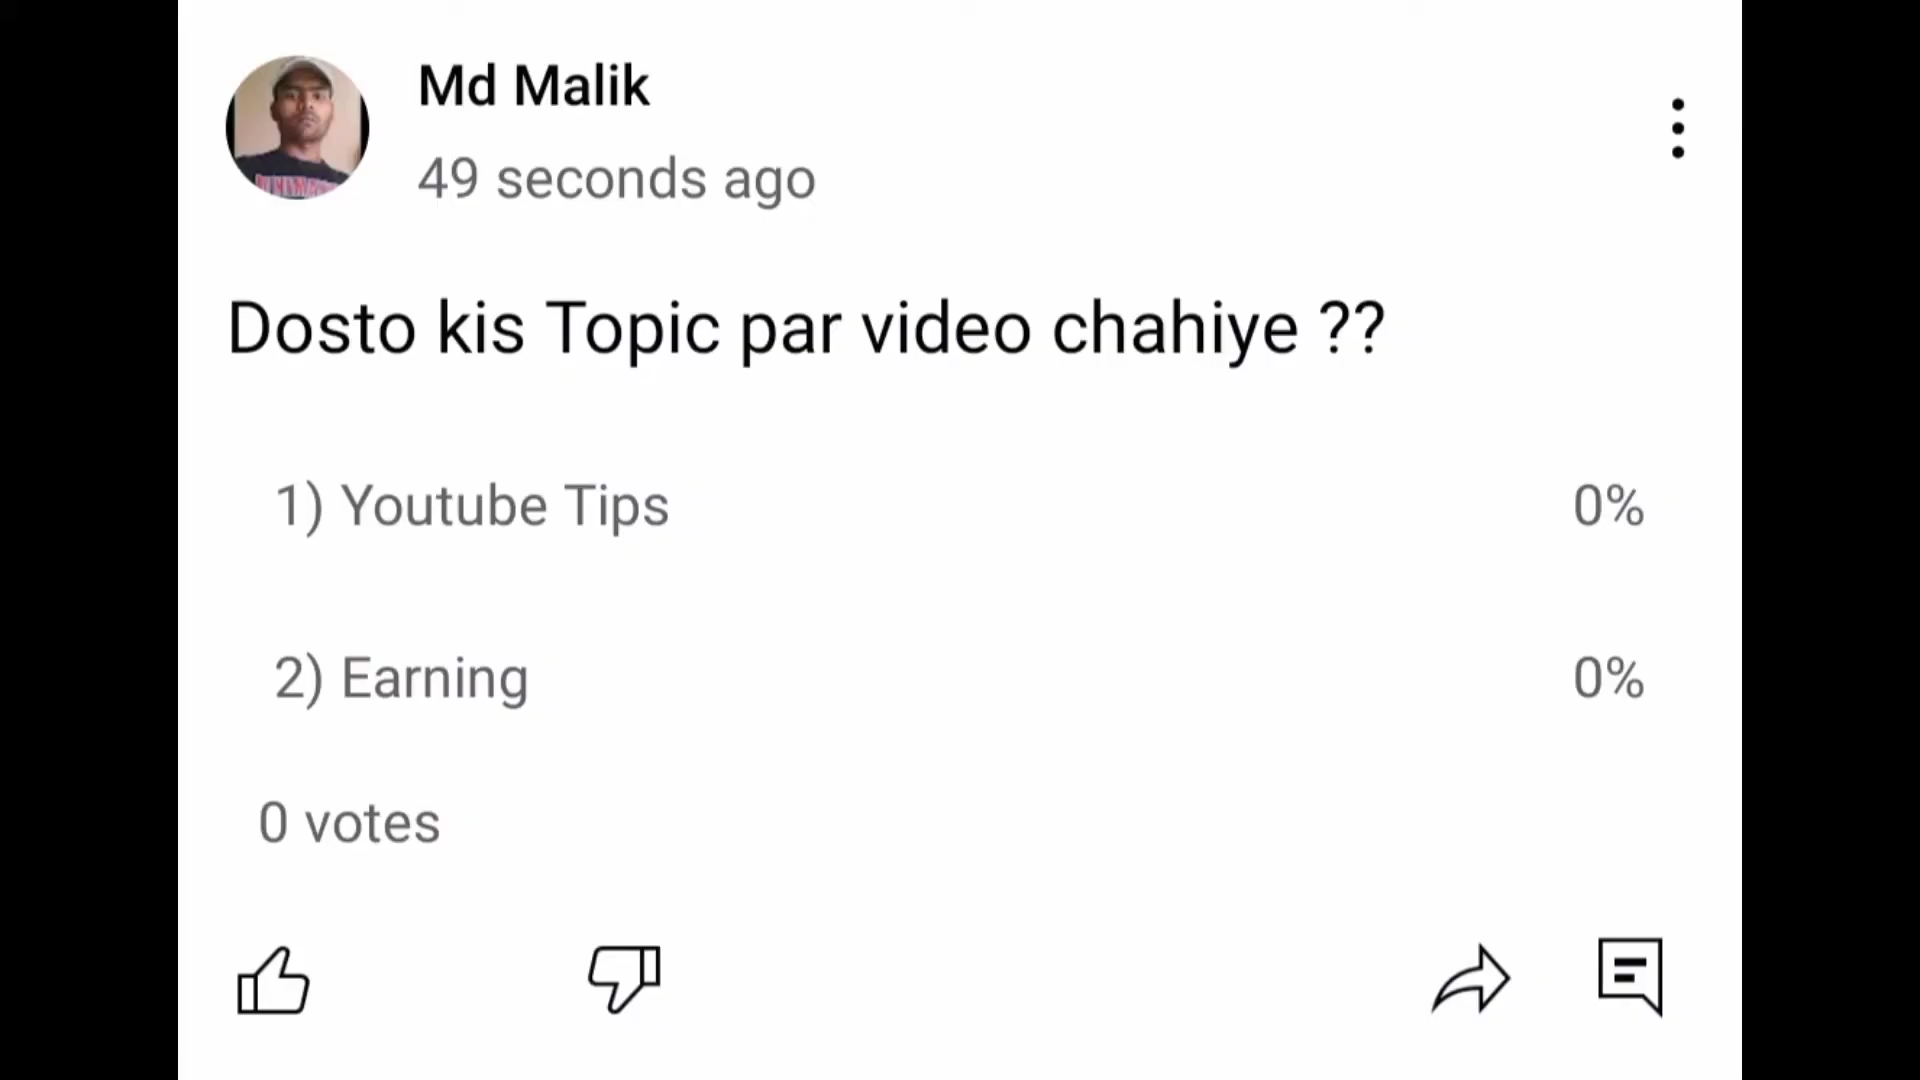 Md Malik
49 seconds ago
Dosto kis Topic par video chahiye ??
1) Youtube Tips 0%
2) Earning 0%
0 votes